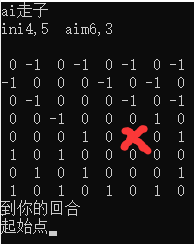 ai走子
ini4,5 aim6,3
0 -1 0 -1 0 -1 0 -1
-1 0 0 0 -1 0 -1 0
0 -1 0 0 0 -1 0 -1
0 0 -1 0 0 0 1 0
0 0 0 1 0 0 0
1 0 1 0 0 0 1 0
0 1 0 1 0 1 0 1
1 0 1 0 1 0 1 0
到你的回合
起始点